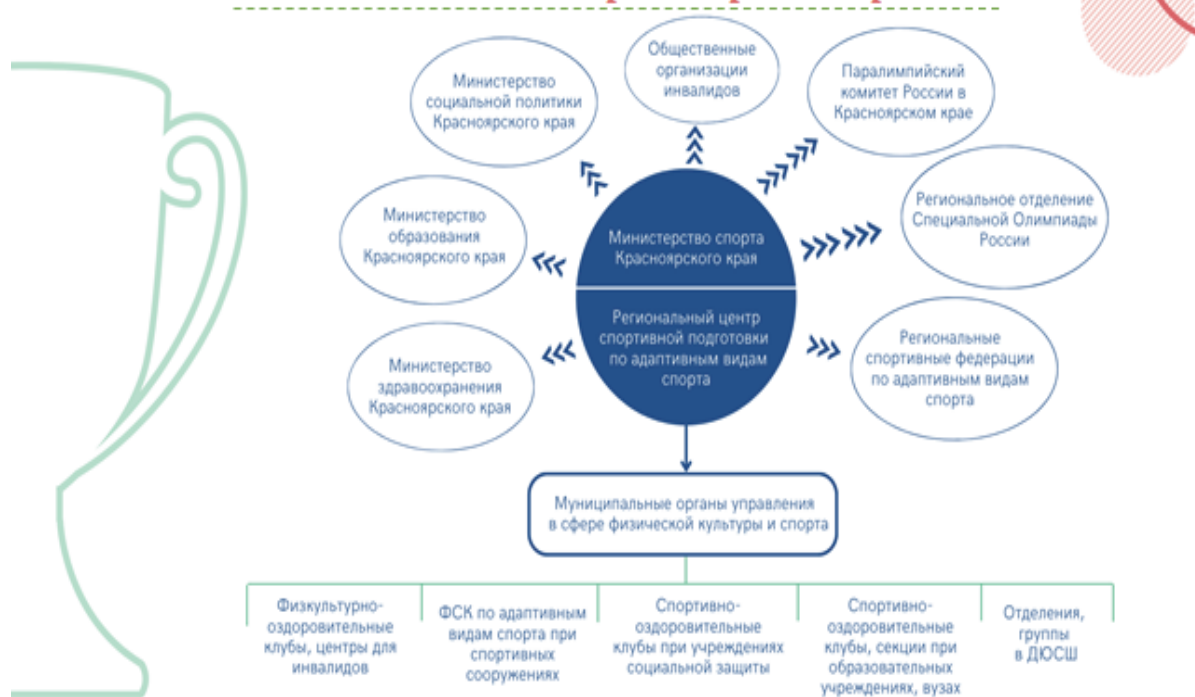 Общественные
организации
инвалидов
Министерство
социальной политики
Красноярского края
Паралимпийский
комитет России в
Красноярском крае
Министерство
образования
Красноярского края
Региональное отделение
Специальной Олимпиады
России
Министерство спорта
Красноярского края
Региональный центр
спортивной подготовки
по адаптивным видам
спорта
Министерство
здравоохранения
Красноярского края
Региональные
спортивные федерации
по адаптивным видам
спорта
Муниципальные органы управления
в сфере физической культуры и спорта
Физкультурно-
оздоровительные
клубы, центры для
инвалидов
ФСК по адаптивным
видам спорта при
спортивных
сооружениях
Спортивно-
оздоровительные
клубы при учреждениях
социальной защиты
Спортивно-
оздоровительные
клубы, секции при
образовательных
учреждениях, вузах
Отделения,
группы
в ДЮСШ